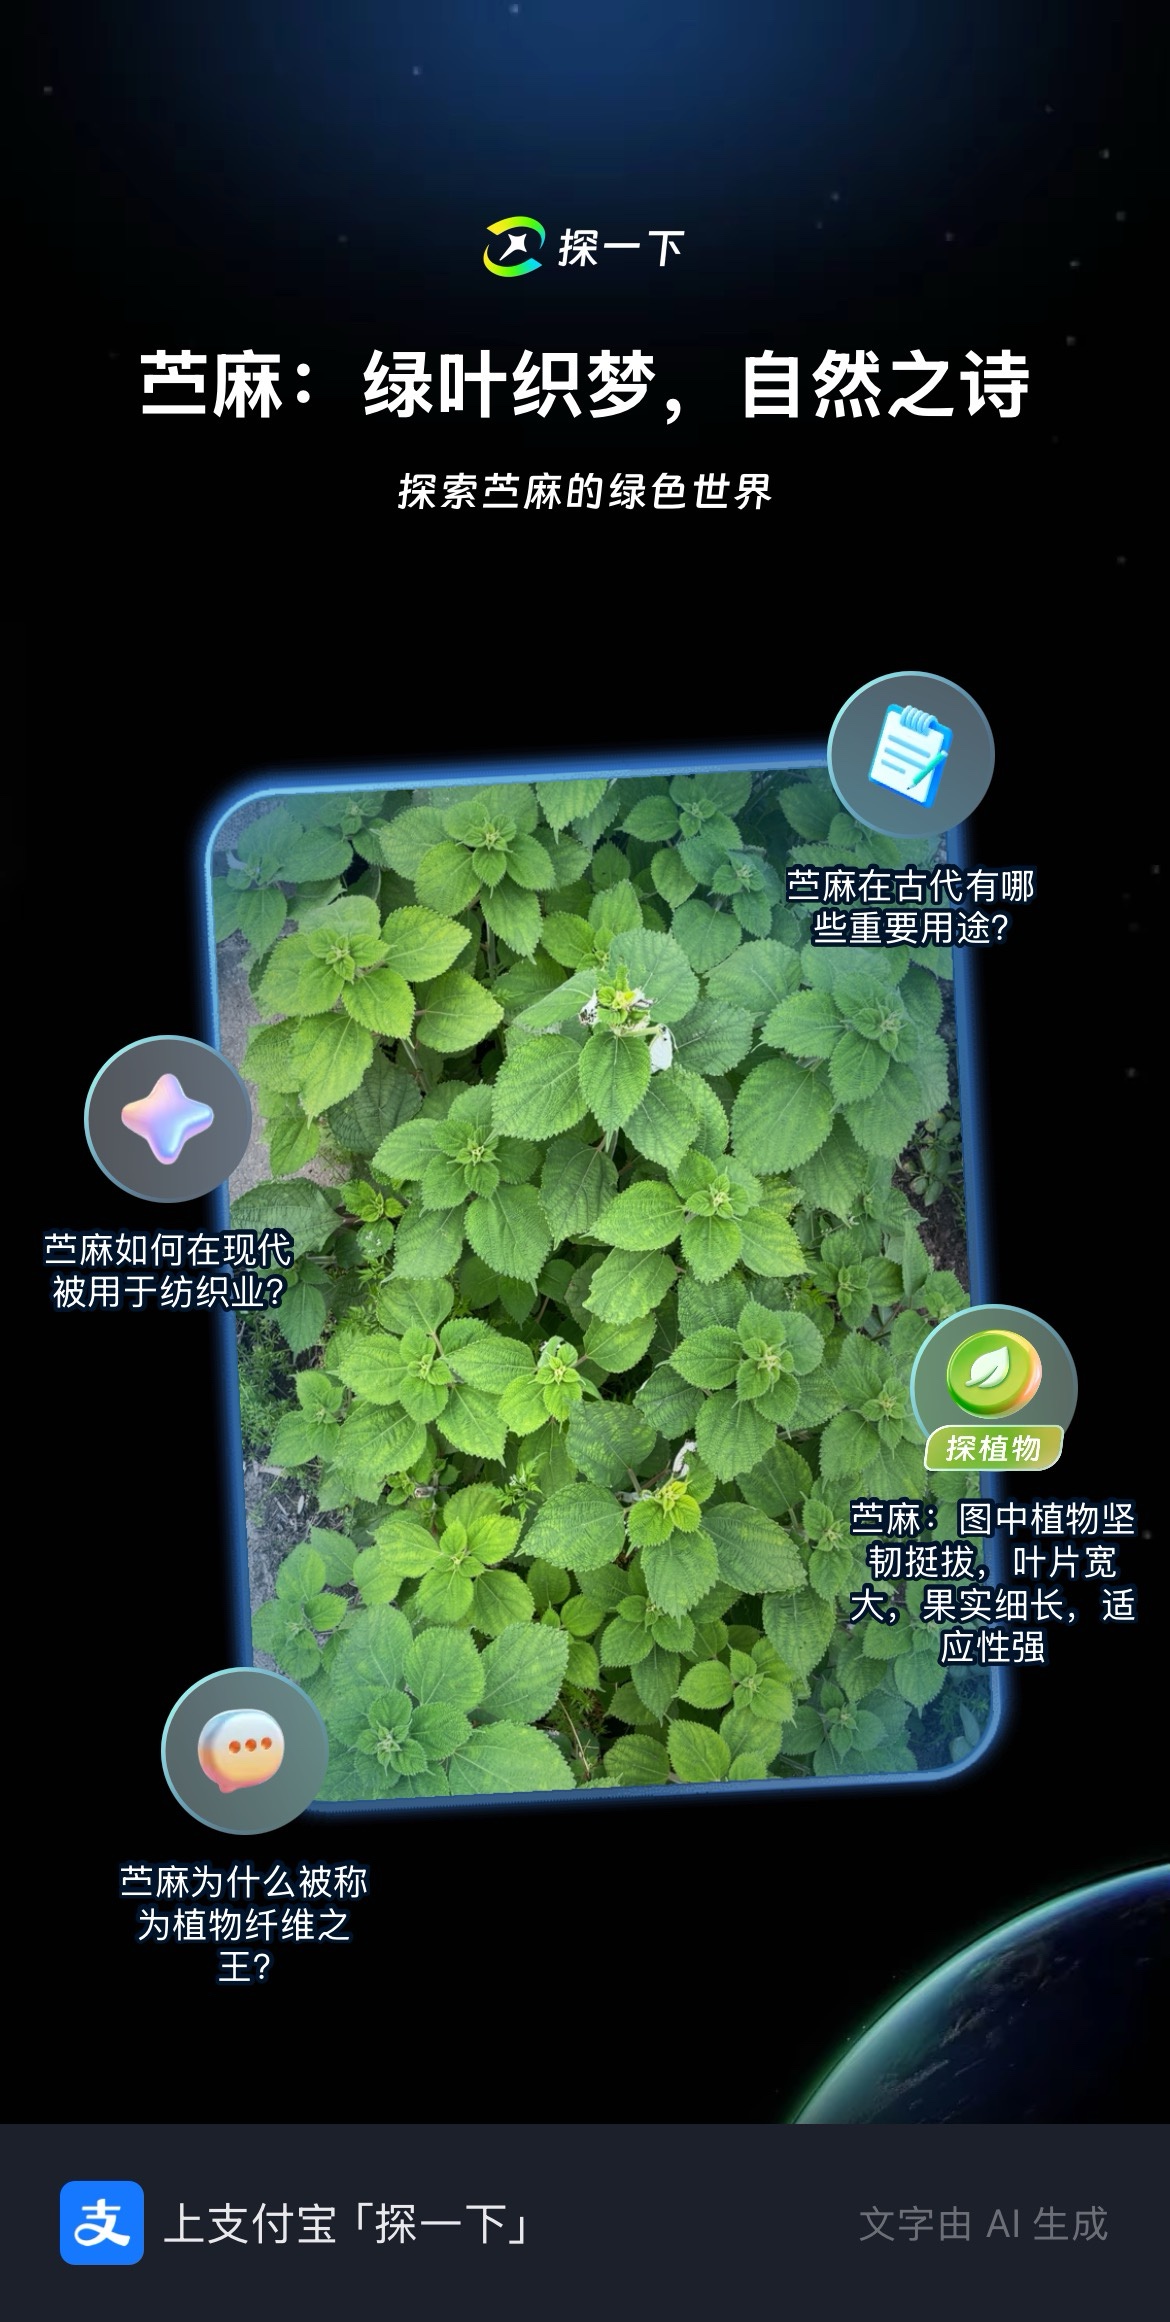 探一下
苎麻：绿叶织梦，自然之诗
探索苎麻的绿色世界
苎麻在古代有哪
些重要用途？
苎麻如何在现代
被用于纺织业？
探植物
苎麻：图中植物坚
韧挺拔，叶片宽
大，果实细长，适
应性强
苎麻为什么被称
为植物纤维之
王？
支 上支付宝「探一下」
文字由 AI 生成